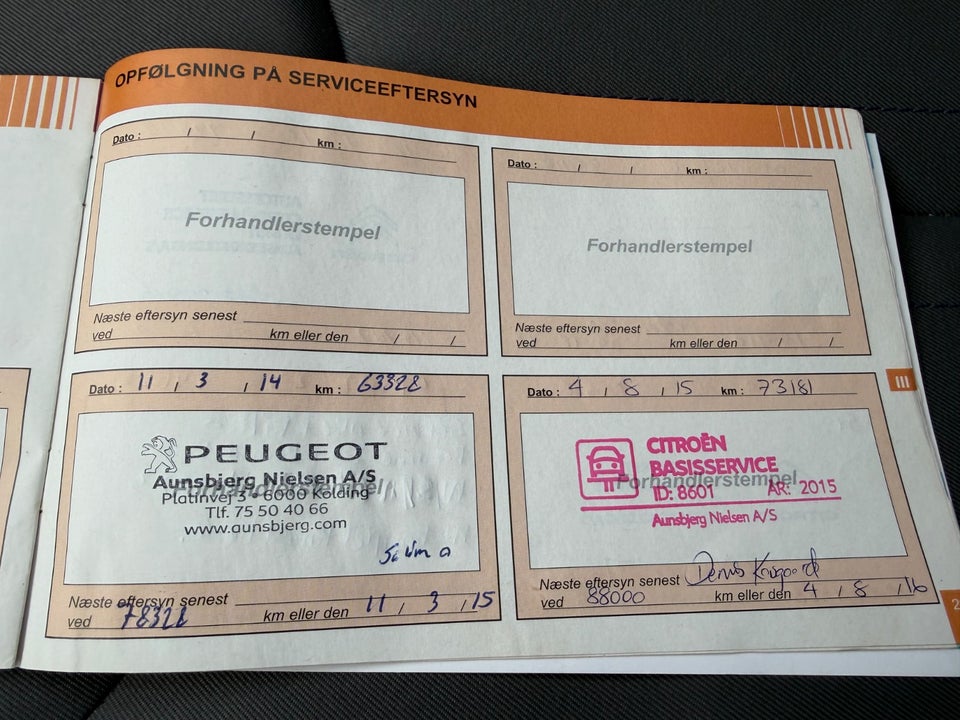 OPFØLGNING PÅ SERVICEEFTERSYN
Dato : / / km :
Forhandlerstempel
Næste eftersyn senest
ved km eller den / /
Dato : / / km :
Forhandlerstempel
Næste eftersyn senest
ved km eller den / /
Dato : 11 / 3 / 14 km : 63328
PEUGEOT
Aunsbjerg Nielsen A/S
Forhandlerstempel
Platinvej 3 • 6000 Kolding
Tlf. 75 50 40 66
www.aunsbjerg.com
Næste eftersyn senest
ved 78328 km eller den 11 / 3 / 15
Dato : 4 / 8 / 15 km : 73181
CITROËN
BASISSERVICE
Forhandlerstempel
ID: 8601 ÅR: 2015
Aunsbjerg Nielsen A/S
Næste eftersyn senest
ved 88000 km eller den 4 / 8 / 16
III
2